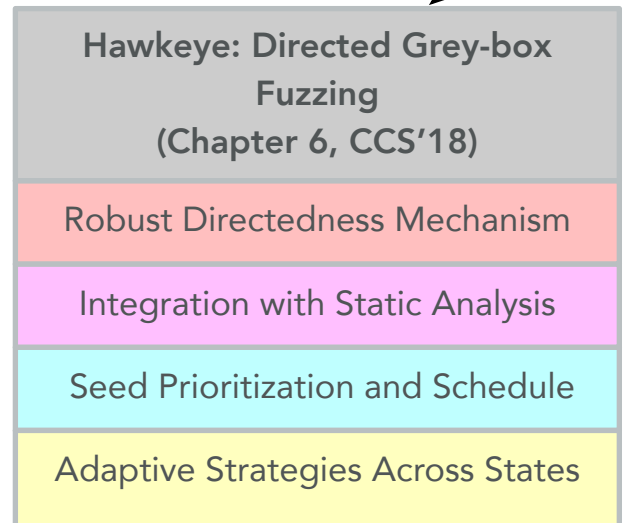 Hawkeye: Directed Grey-box
Fuzzing
(Chapter 6, CCS’18)
Robust Directedness Mechanism
Integration with Static Analysis
Seed Prioritization and Schedule
Adaptive Strategies Across States